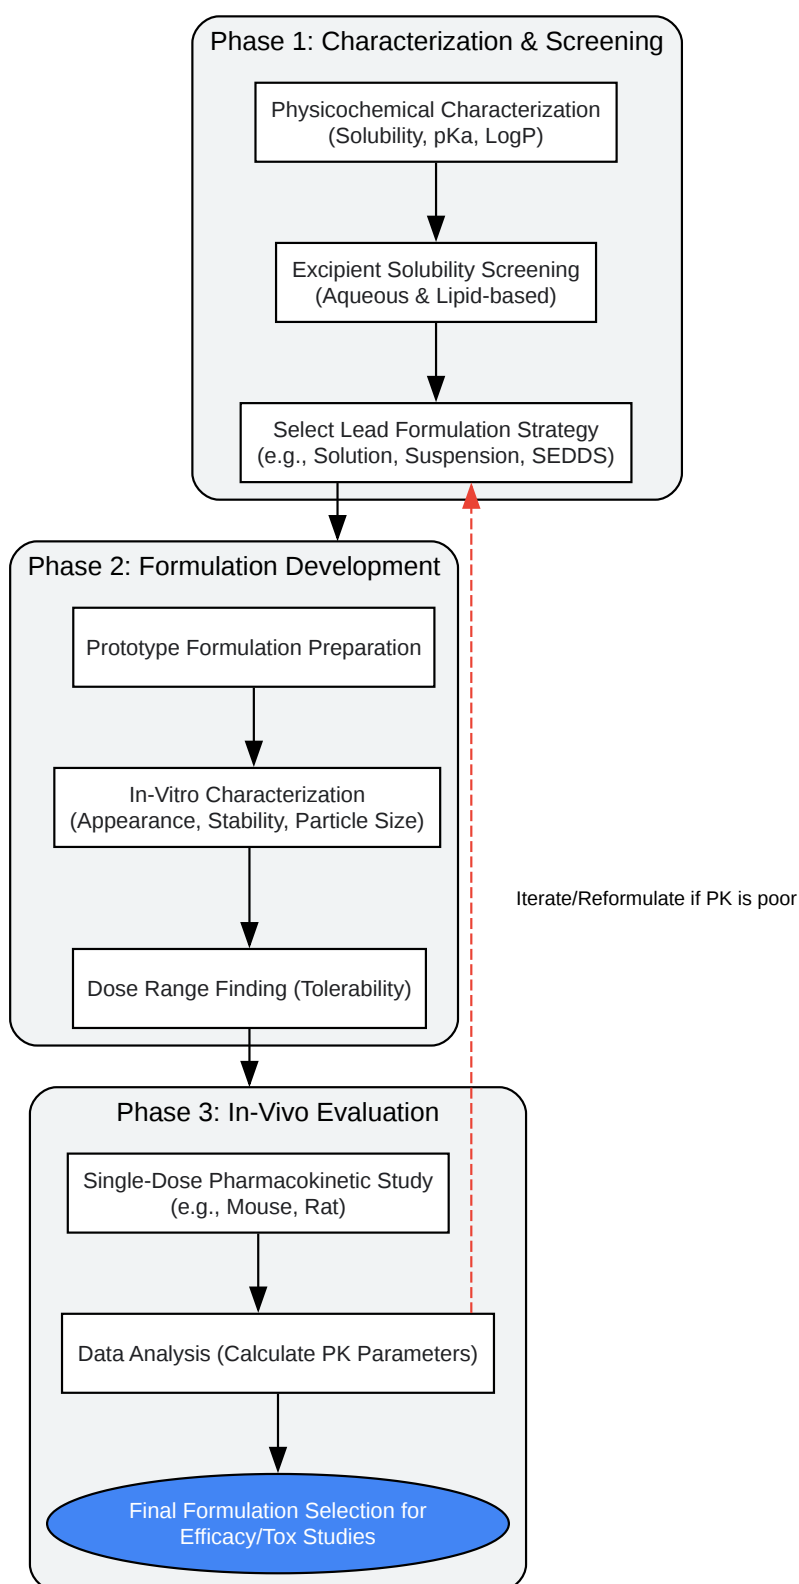 Phase 1: Characterization & Screening
Physicochemical Characterization
(Solubility, pKa, LogP)
Excipient Solubility Screening
(Aqueous & Lipid-based)
Select Lead Formulation Strategy
(e.g., Solution, Suspension, SEDDS)
Phase 2: Formulation Development
Prototype Formulation Preparation
In-Vitro Characterization
(Appearance, Stability, Particle Size)
Iterate/Reformulate if PK is poor
Dose Range Finding (Tolerability)
Phase 3: In-Vivo Evaluation
Single-Dose Pharmacokinetic Study
(e.g., Mouse, Rat)
Data Analysis (Calculate PK Parameters)
Final Formulation Selection for
Efficacy/Tox Studies